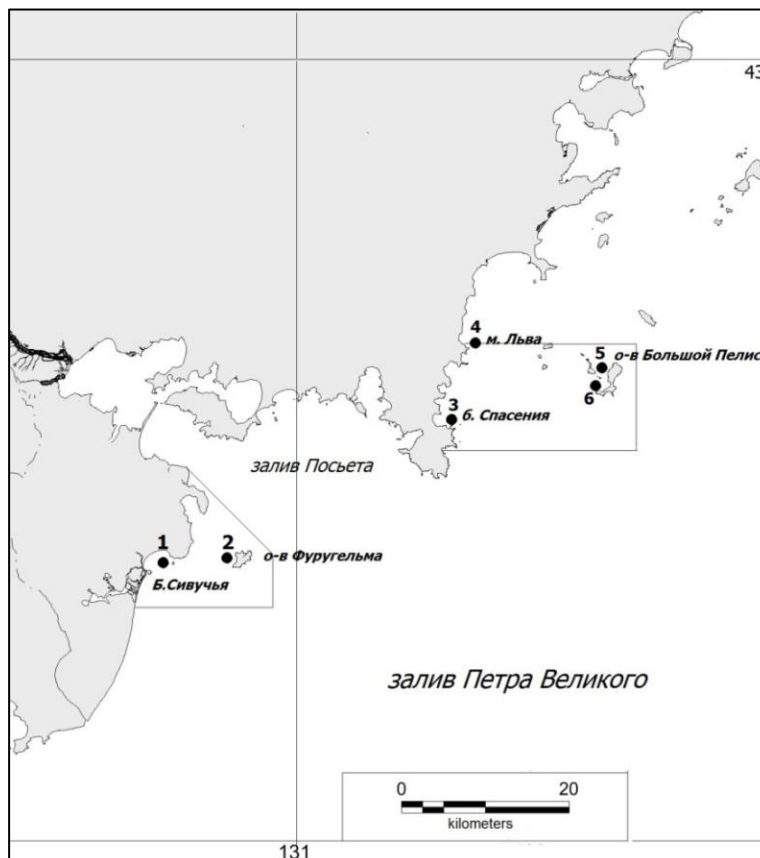 43
4
м. Льва
5
о-в Большой Пелис
6
3
б. Спасения
залив Посьета
1
2
о-в Фуругельма
Б.Сивучья
залив Петра Великого
0 20
kilometers
131